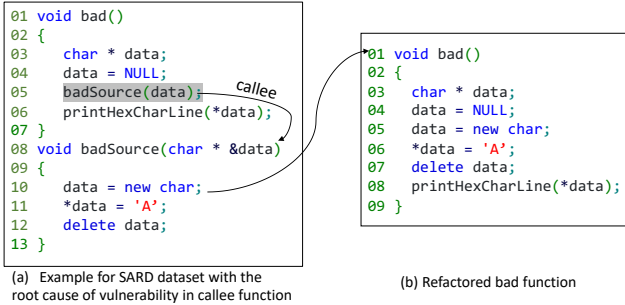 01 void bad()
02 {
03 char * data;
04 data = NULL;
05 badSource(data);
06 printHexCharLine(*data);
07 }
08 void badSource(char * &data)
09 {
10 data = new char;
11 *data = 'A’;
12 delete data;
13 }
callee
(a) Example for SARD dataset with the
root cause of vulnerability in callee function
01 void bad()
02 {
03 char * data;
04 data = NULL;
05 data = new char;
06 *data = 'A’;
07 delete data;
08 printHexCharLine(*data);
09 }
(b) Refactored bad function